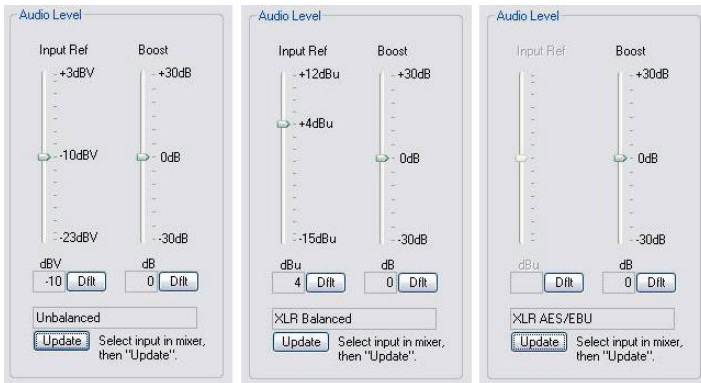 Audio Level
Input Ref Boost
+3dBV +30dB
-10dBV 0dB
-23dBV -30dB
dBV dB
-10 Dflt 0 Dflt
Unbalanced
Update Select input in mixer,
then "Update".
Audio Level
Input Ref Boost
+12dBu +30dB
+4dBu
0dB
-15dBu -30dB
dBu dB
4 Dflt 0 Dflt
XLR Balanced
Update Select input in mixer,
then "Update".
Audio Level
Input Ref Boost
+30dB
0dB
-30dB
dBu dB
Dflt 0 Dflt
XLR AES/EBU
Update Select input in mixer,
then "Update".